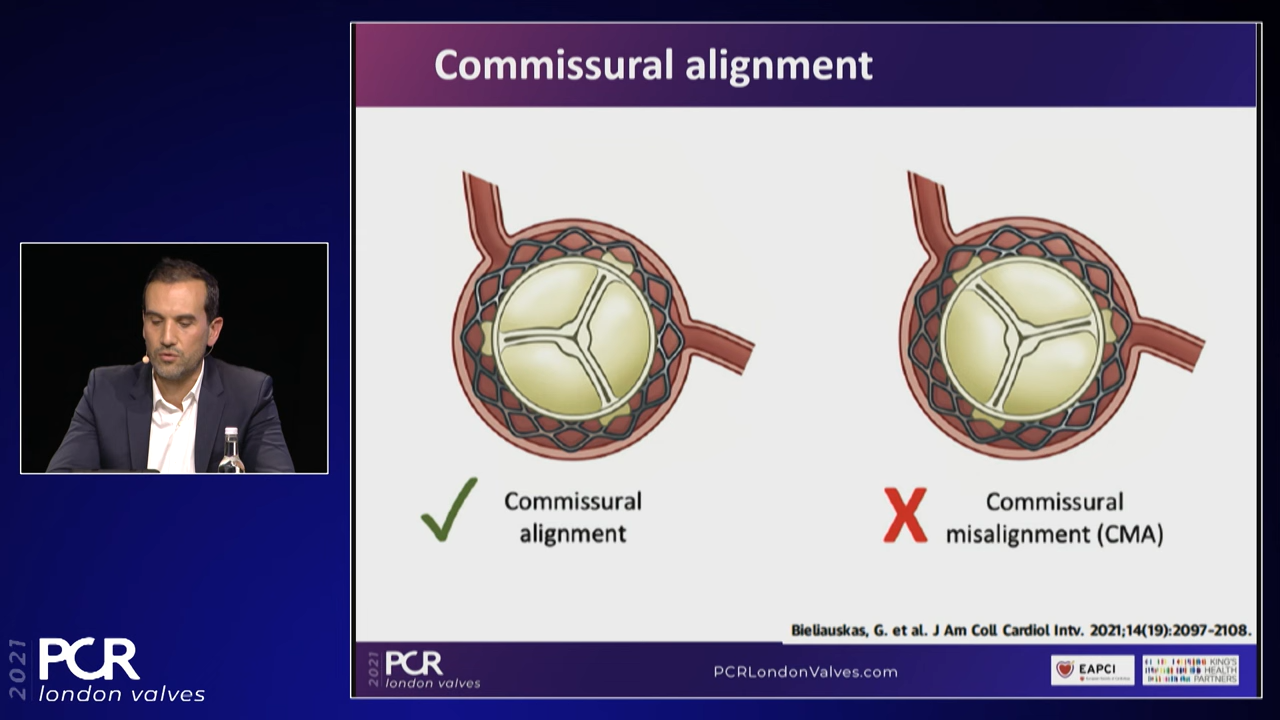 Commissural alignment
Commissural
alignment
X
Commissural
misalignment (CMA)
Bieliauskas, G. et al. J Am Coll Cardiol Intv. 2021;14(19):2097-2108.
2021
PCR
london valves
PCRLondonValves.com
EAPCI
KING'S
HEALTH
PARTNERS
2021
PCR
london valves